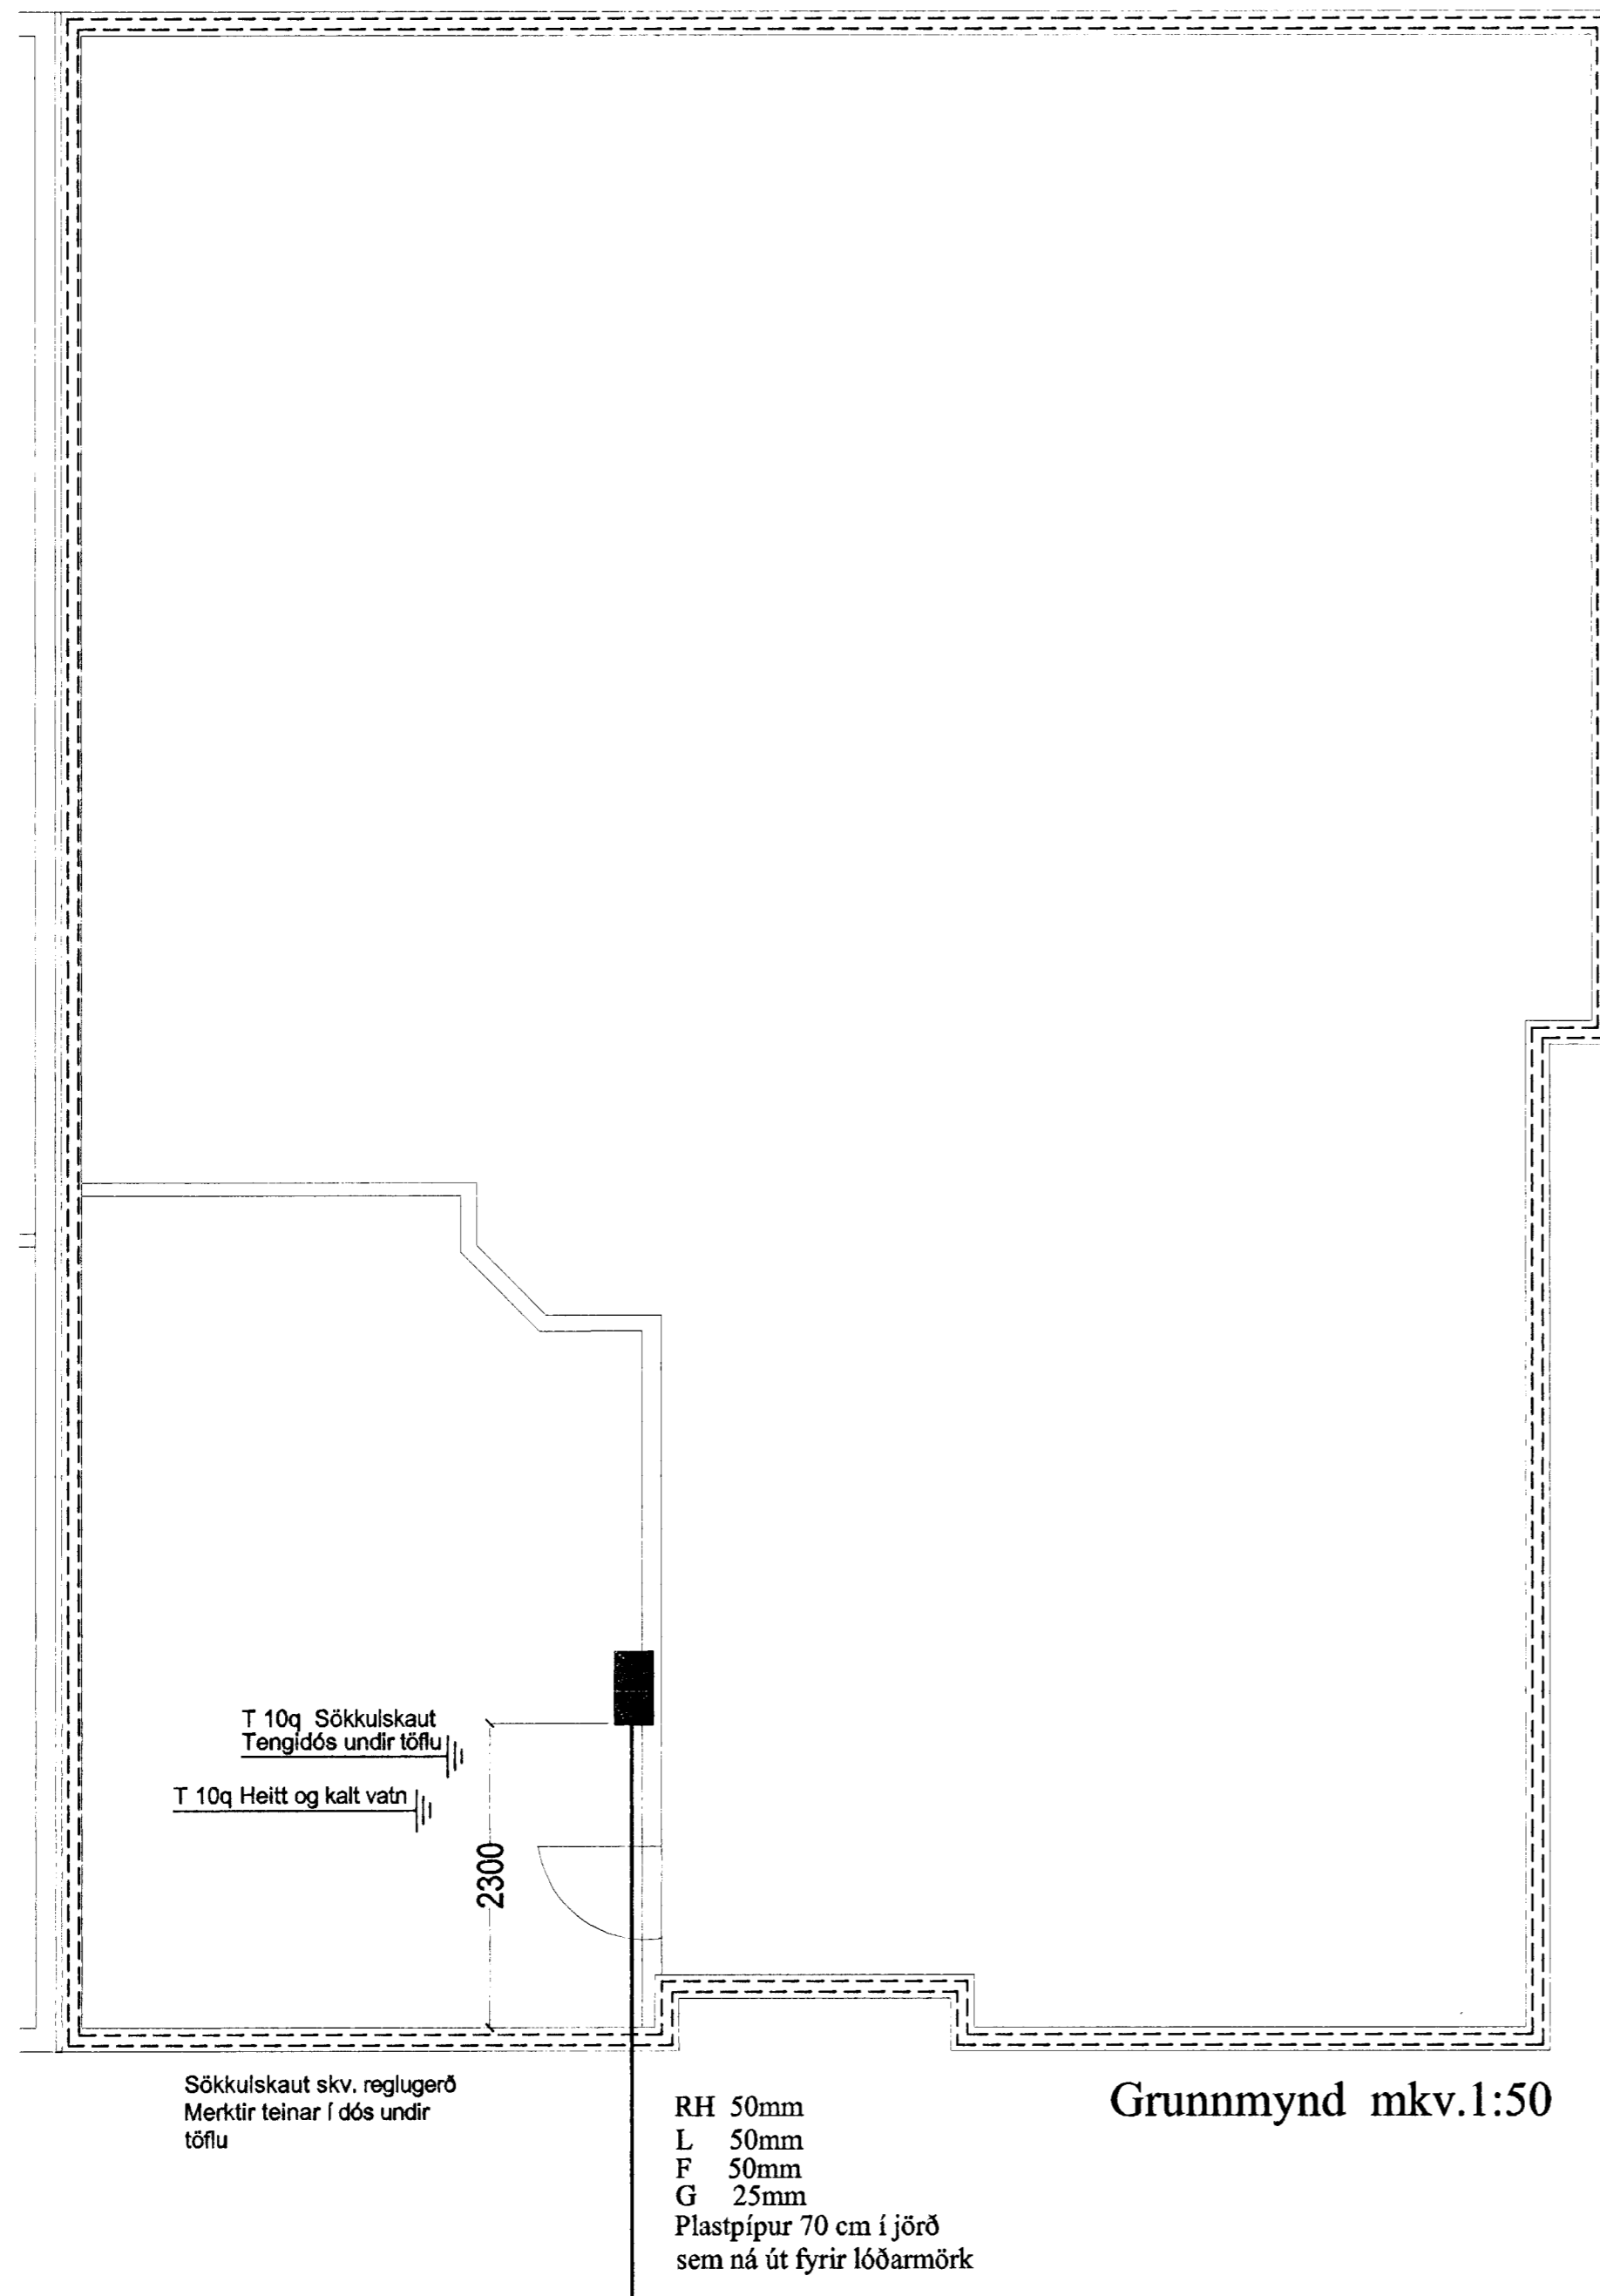 T 10q Sökkulskaut
Tengidós undir töflu
T 10q Heitt og kalt vatn
2300
Sökkulskaut skv. reglugerð
Merktir teinar í dós undir
töflu
RH 50mm
L 50mm
F 50mm
G 25mm
Plastpípur 70 cm í jörð
sem ná út fyrir lóðarmörk
Grunnmynd mkv.1:50